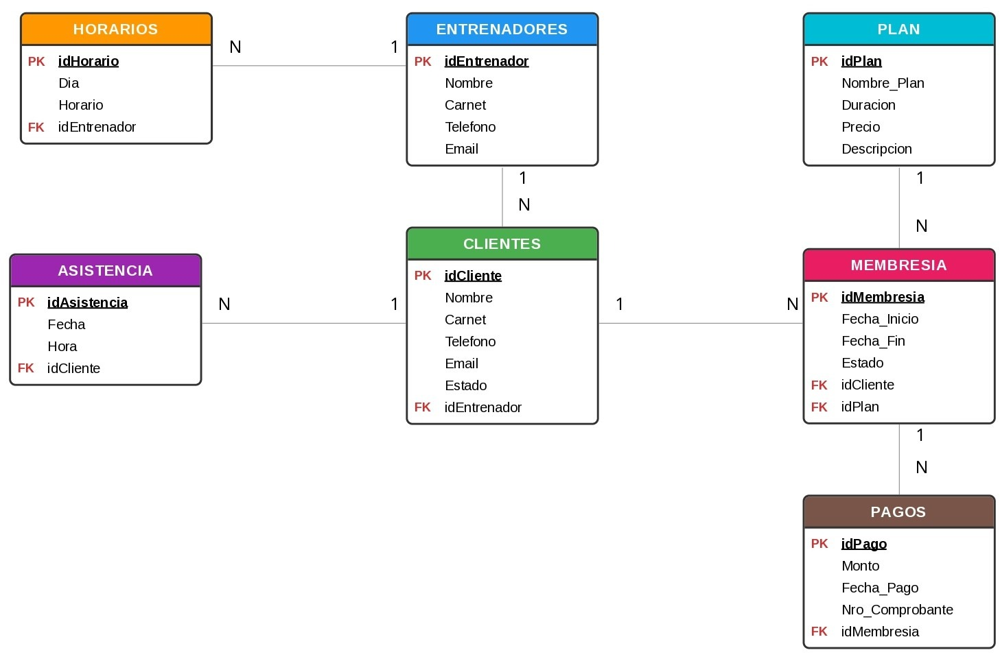 HORARIOS
PK idHorario
Dia
Horario
FK idEntrenador
N 1
ENTRENADORES
PK idEntrenador
Nombre
Carnet
Telefono
Email
1
N
PLAN
PK idPlan
Nombre_Plan
Duracion
Precio
Descripcion
1
N
ASISTENCIA
PK idAsistencia
Fecha
Hora
FK idCliente
N 1
CLIENTES
PK idCliente
Nombre
Carnet
Telefono
Email
Estado
FK idEntrenador
1 N
MEMBRESIA
PK idMembresia
Fecha_Inicio
Fecha_Fin
Estado
FK idCliente
FK idPlan
1
N
PAGOS
PK idPago
Monto
Fecha_Pago
Nro_Comprobante
FK idMembresia